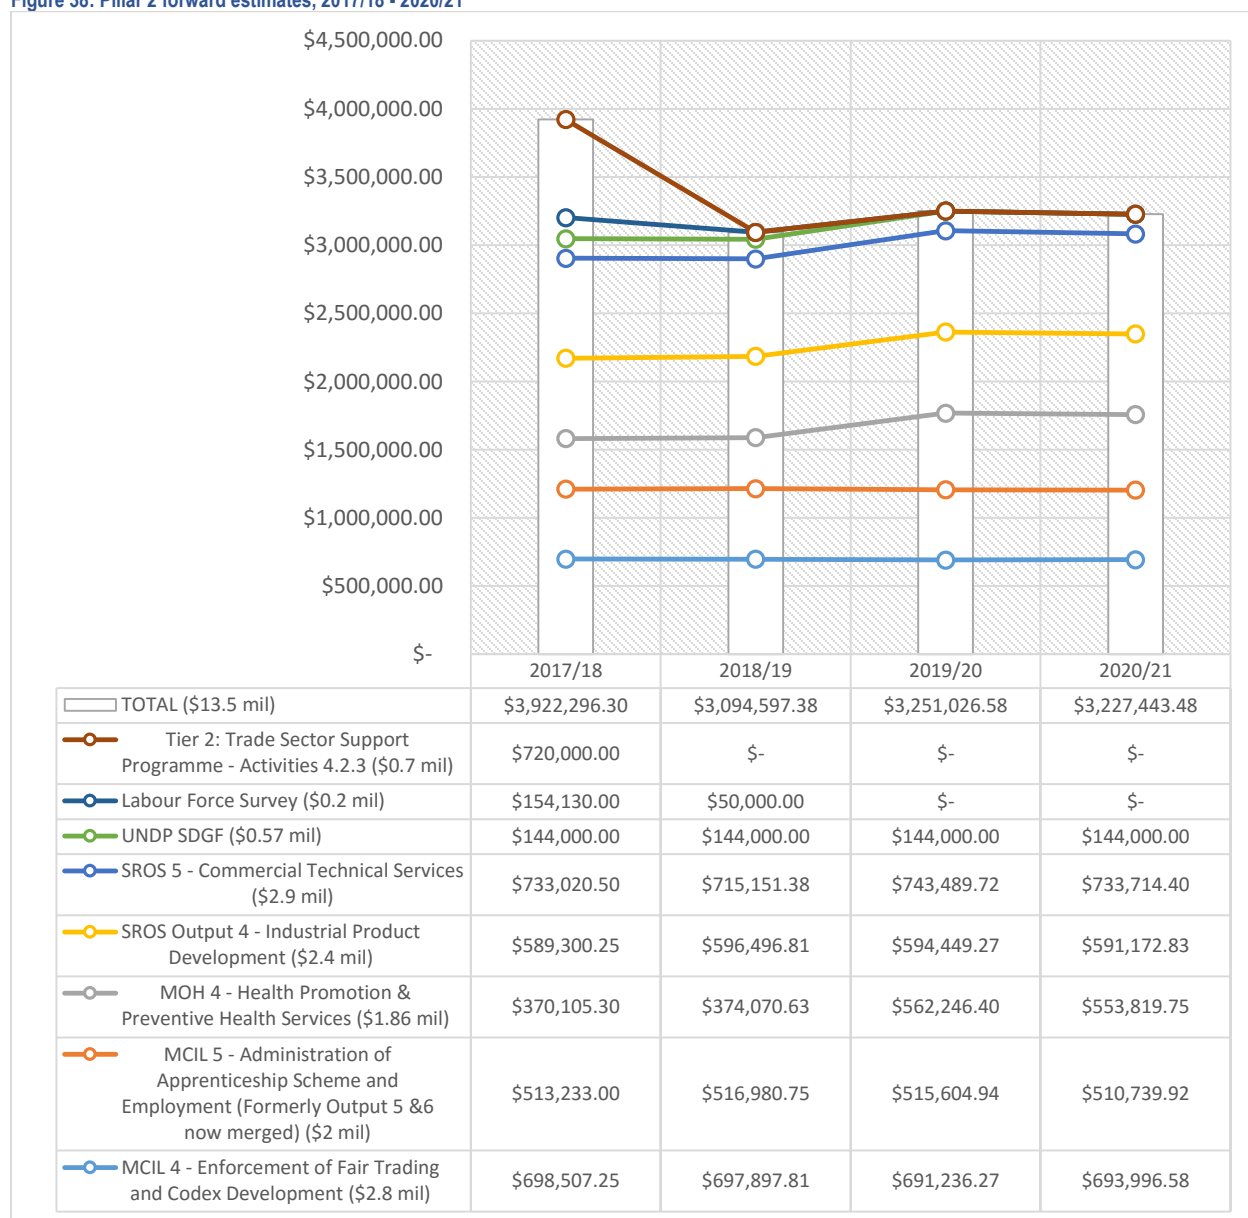 Figure 38: Pillar 2 forward estimates, 2017/18 - 2020/21
$4,500,000.00
$4,000,000.00
$3,500,000.00
$3,000,000.00
$2,500,000.00
$2,000,000.00
$1,500,000.00
$1,000,000.00
$500,000.00
$-
2017/18 2018/19 2019/20 2020/21
TOTAL ($13.5 mil) $3,922,296.30 $3,094,597.38 $3,251,026.58 $3,227,443.48
Tier 2: Trade Sector Support
Programme - Activities 4.2.3 ($0.7 mil) $720,000.00 $- $- $-
Labour Force Survey ($0.2 mil) $154,130.00 $50,000.00 $- $-
UNDP SDGF ($0.57 mil) $144,000.00 $144,000.00 $144,000.00 $144,000.00
SROS 5 - Commercial Technical Services
($2.9 mil) $733,020.50 $715,151.38 $743,489.72 $733,714.40
SROS Output 4 - Industrial Product
Development ($2.4 mil) $589,300.25 $596,496.81 $594,449.27 $591,172.83
MOH 4 - Health Promotion &
Preventive Health Services ($1.86 mil) $370,105.30 $374,070.63 $562,246.40 $553,819.75
MCIL 5 - Administration of
Apprenticeship Scheme and
Employment (Formerly Output 5 &6
now merged) ($2 mil) $513,233.00 $516,980.75 $515,604.94 $510,739.92
MCIL 4 - Enforcement of Fair Trading
and Codex Development ($2.8 mil) $698,507.25 $697,897.81 $691,236.27 $693,996.58